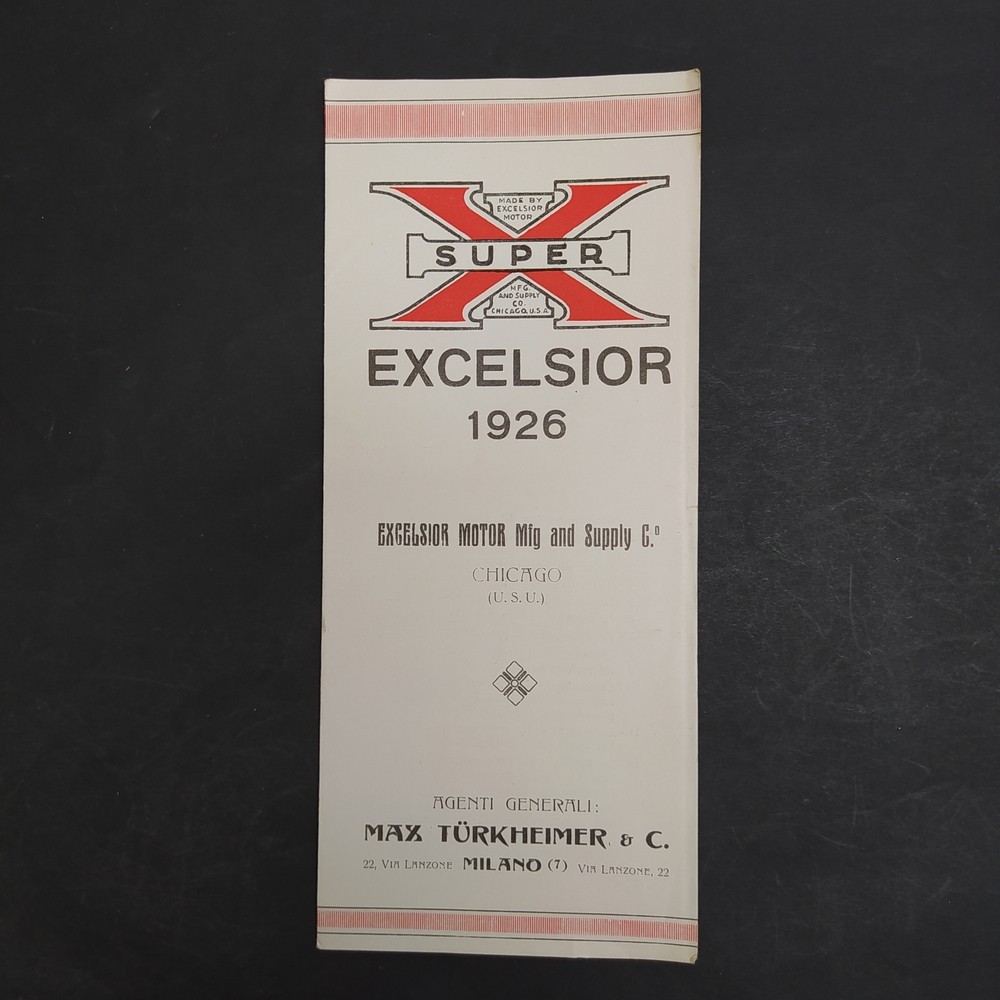 MADE BY
EXCELSIOR
MOTOR
SUPER
MFG.
AND SUPPLY
CO.
CHICAGO, U.S.A.
EXCELSIOR
1926
EXCELSIOR MOTOR Mfg and Supply C.º
CHICAGO
(U. S. U.)
AGENTI GENERALI:
MAX TÜRKHEIMER & C.
22, VIA LANZONE MILANO (7) VIA LANZONE, 22